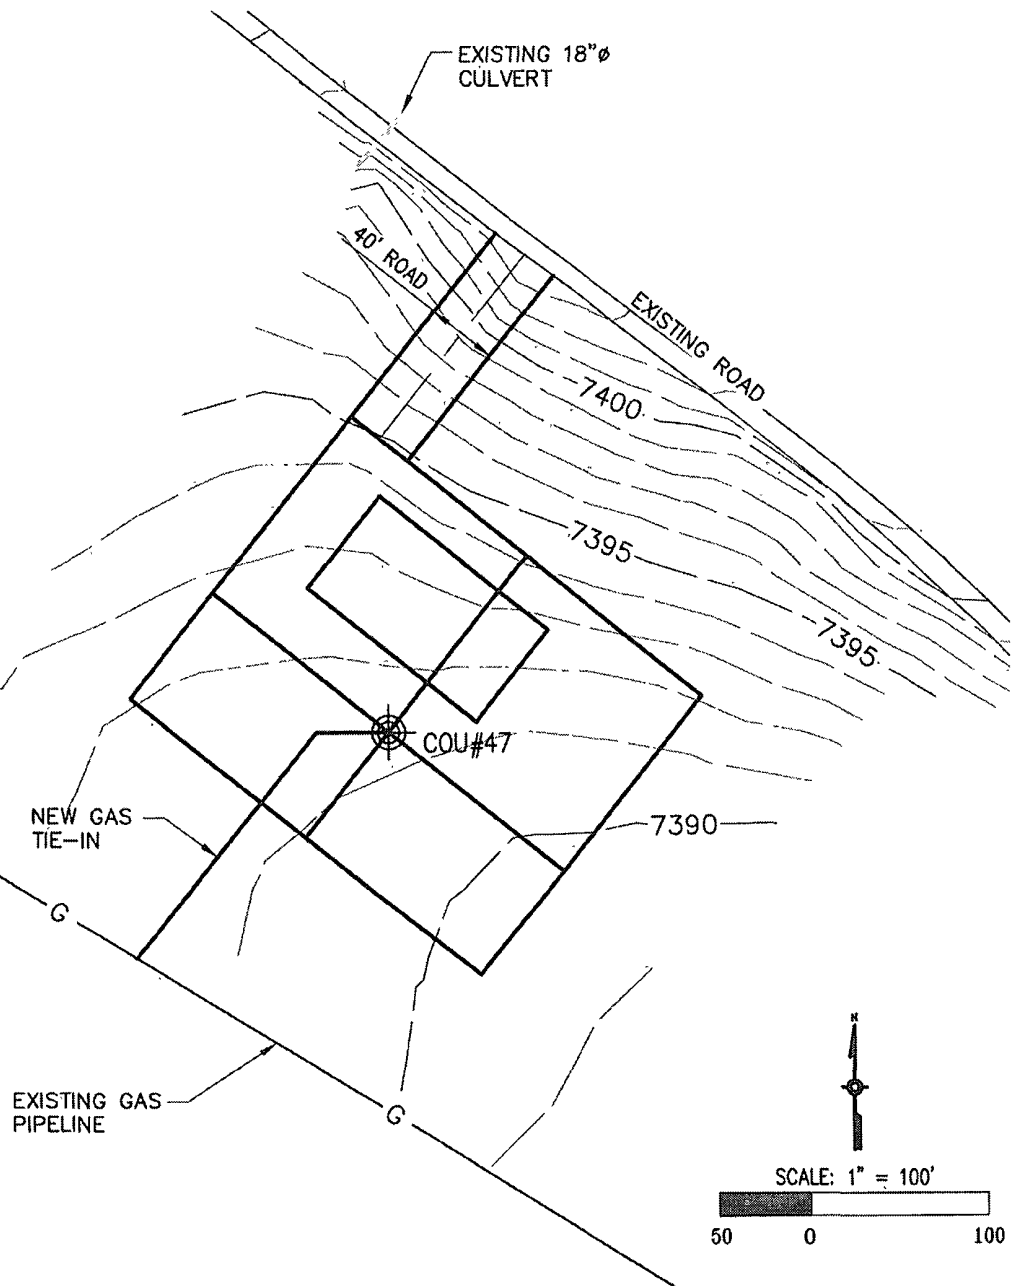 EXISTING 18"ø
CULVERT
40' ROAD
EXISTING ROAD
7400
7395
7395
COU#47
NEW GAS
TIE-IN
7390
G
EXISTING GAS
PIPELINE
G
N
SCALE: 1" = 100'
50 0 100